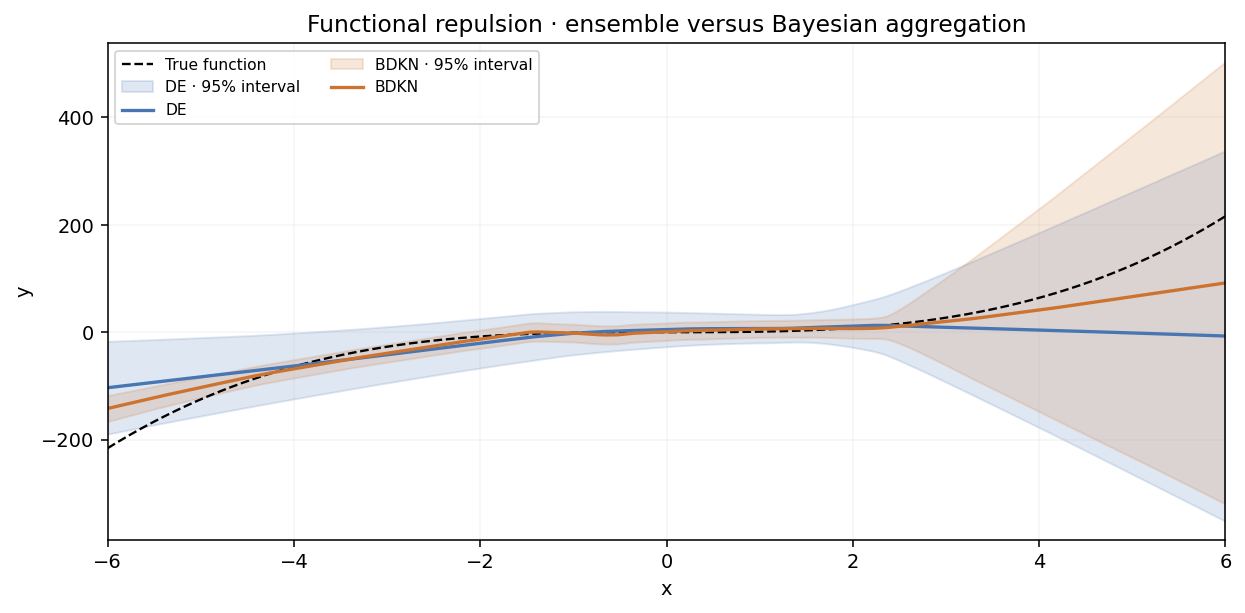 Functional repulsion · ensemble versus Bayesian aggregation
True function
DE · 95% interval
DE
BDKN · 95% interval
BDKN
400
200
0
−200
y
−6
−4
−2
0
2
4
6
x